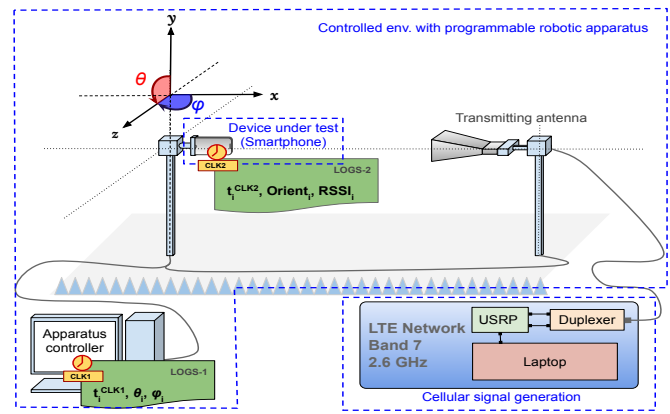 Controlled env. with programmable robotic apparatus
y
θ
x
φ
z
Device under test
(Smartphone)
Transmitting antenna
CLK2
LOGS-2
t_i^CLK2, Orient_i, RSSI_i
Apparatus
controller
CLK1
LOGS-1
t_i^CLK1, θ_i, φ_i
LTE Network
Band 7
2.6 GHz
USRP
Duplexer
Laptop
Cellular signal generation